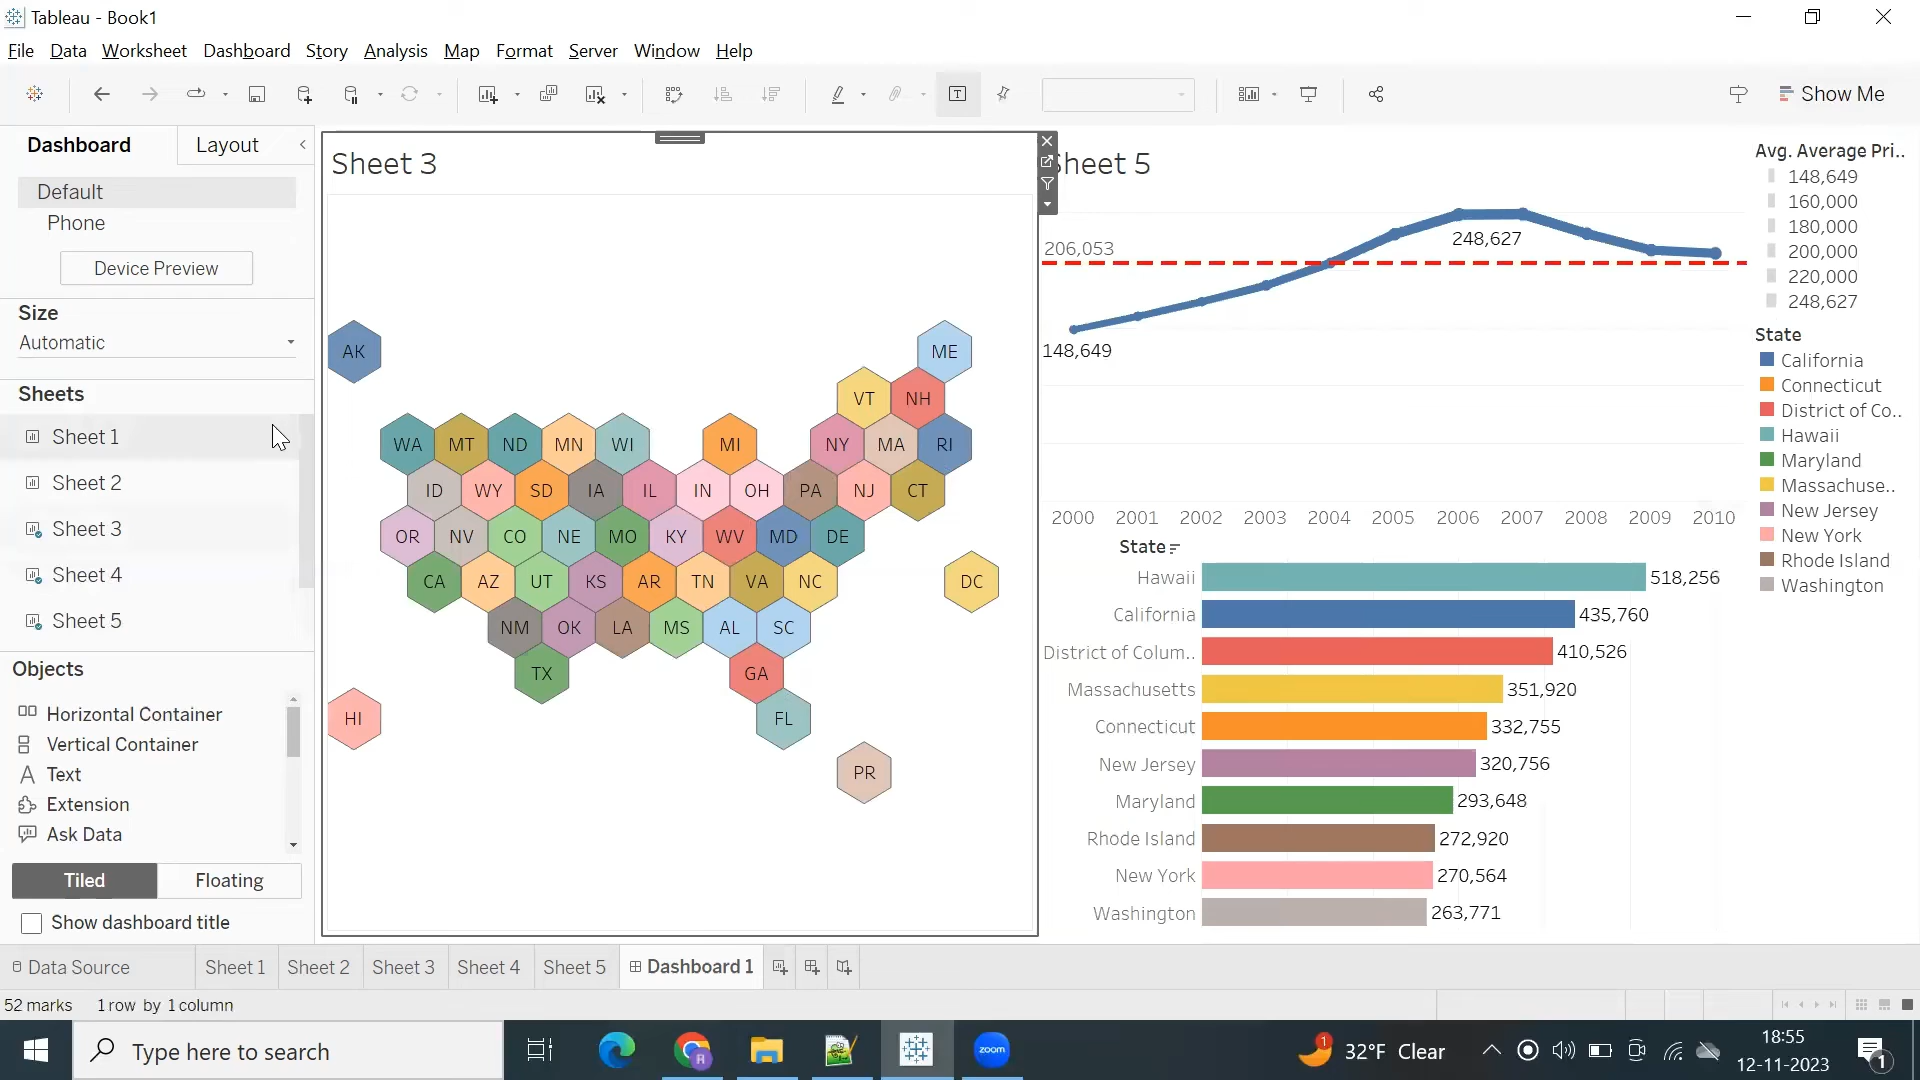 Tableau - Book1
File Data Worksheet Dashboard Story Analysis Map Format Server Window Help
Show Me
Dashboard Layout
Default
Phone
Device Preview
Size
Automatic
Sheets
Sheet 1
Sheet 2
Sheet 3
Sheet 4
Sheet 5
Objects
Horizontal Container
Vertical Container
Text
Extension
Ask Data
Tiled Floating
Show dashboard title
Sheet 3
AK ME
VT NH
WA MT ND MN WI MI NY MA RI
ID WY SD IA IL IN OH PA NJ CT
OR NV CO NE MO KY WV MD DE
CA AZ UT KS AR TN VA NC DC
NM OK LA MS AL SC
TX GA
HI FL
PR
Sheet 5
206,053
248,627
148,649
2000 2001 2002 2003 2004 2005 2006 2007 2008 2009 2010
State
Hawaii 518,256
California 435,760
District of Colum.. 410,526
Massachusetts 351,920
Connecticut 332,755
New Jersey 320,756
Maryland 293,648
Rhode Island 272,920
New York 270,564
Washington 263,771
Avg. Average Pri..
148,649
160,000
180,000
200,000
220,000
248,627
State
California
Connecticut
District of Co..
Hawaii
Maryland
Massachuse..
New Jersey
New York
Rhode Island
Washington
Data Source Sheet 1 Sheet 2 Sheet 3 Sheet 4 Sheet 5 Dashboard 1
52 marks 1 row by 1 column
Type here to search
zoom
1
32°F Clear
18:55
12-11-2023
1